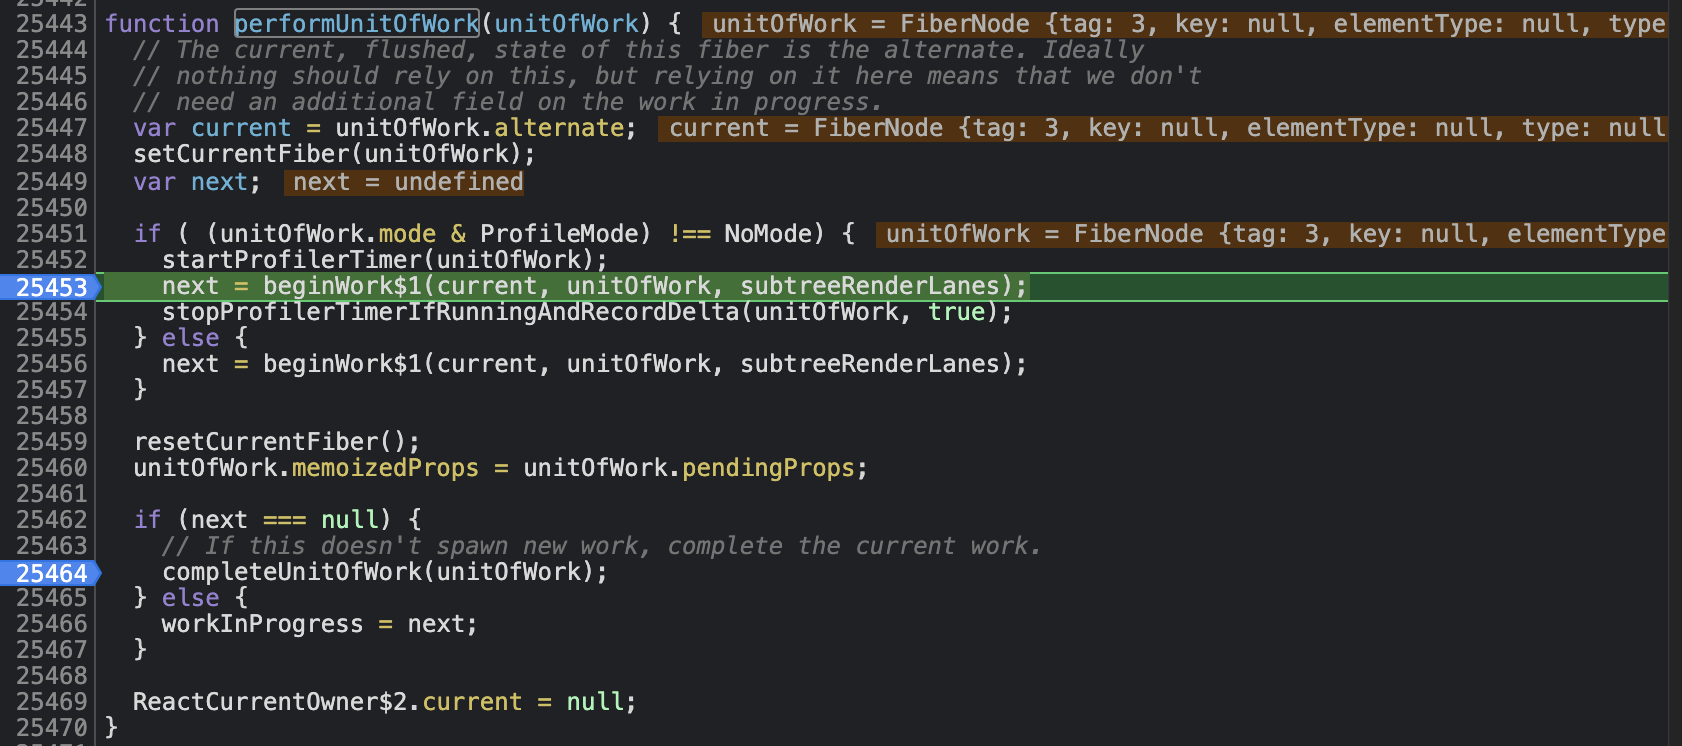 25443 function performUnitOfWork(unitOfWork) { unitOfWork = FiberNode {tag: 3, key: null, elementType: null, type
25444 // The current, flushed, state of this fiber is the alternate. Ideally
25445 // nothing should rely on this, but relying on it here means that we don't
25446 // need an additional field on the work in progress.
25447 var current = unitOfWork.alternate; current = FiberNode {tag: 3, key: null, elementType: null, type: null
25448 setCurrentFiber(unitOfWork);
25449 var next; next = undefined
25450
25451 if ( (unitOfWork.mode & ProfileMode) !== NoMode) { unitOfWork = FiberNode {tag: 3, key: null, elementType
25452 startProfilerTimer(unitOfWork);
25453 next = beginWork$1(current, unitOfWork, subtreeRenderLanes);
25454 stopProfilerTimerIfRunningAndRecordDelta(unitOfWork, true);
25455 } else {
25456 next = beginWork$1(current, unitOfWork, subtreeRenderLanes);
25457 }
25458
25459 resetCurrentFiber();
25460 unitOfWork.memoizedProps = unitOfWork.pendingProps;
25461
25462 if (next === null) {
25463 // If this doesn't spawn new work, complete the current work.
25464 completeUnitOfWork(unitOfWork);
25465 } else {
25466 workInProgress = next;
25467 }
25468
25469 ReactCurrentOwner$2.current = null;
25470 }